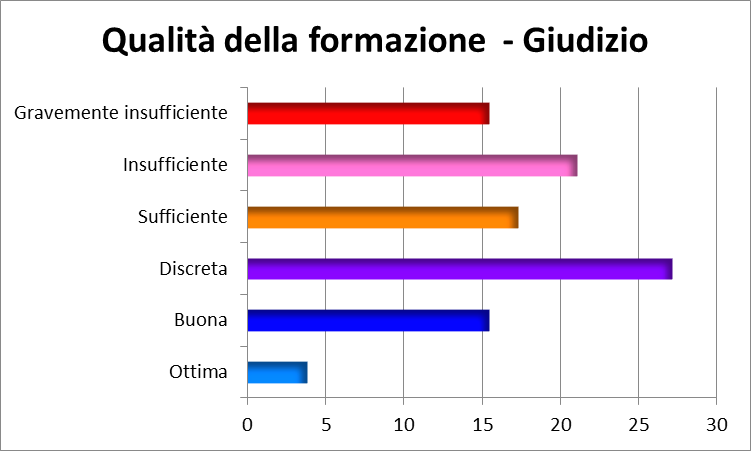 Qualità della formazione  - Giudizio
Gravemente insufficiente
Insufficiente
Sufficiente
Discreta
Buona
Ottima
0 5 10 15 20 25 30